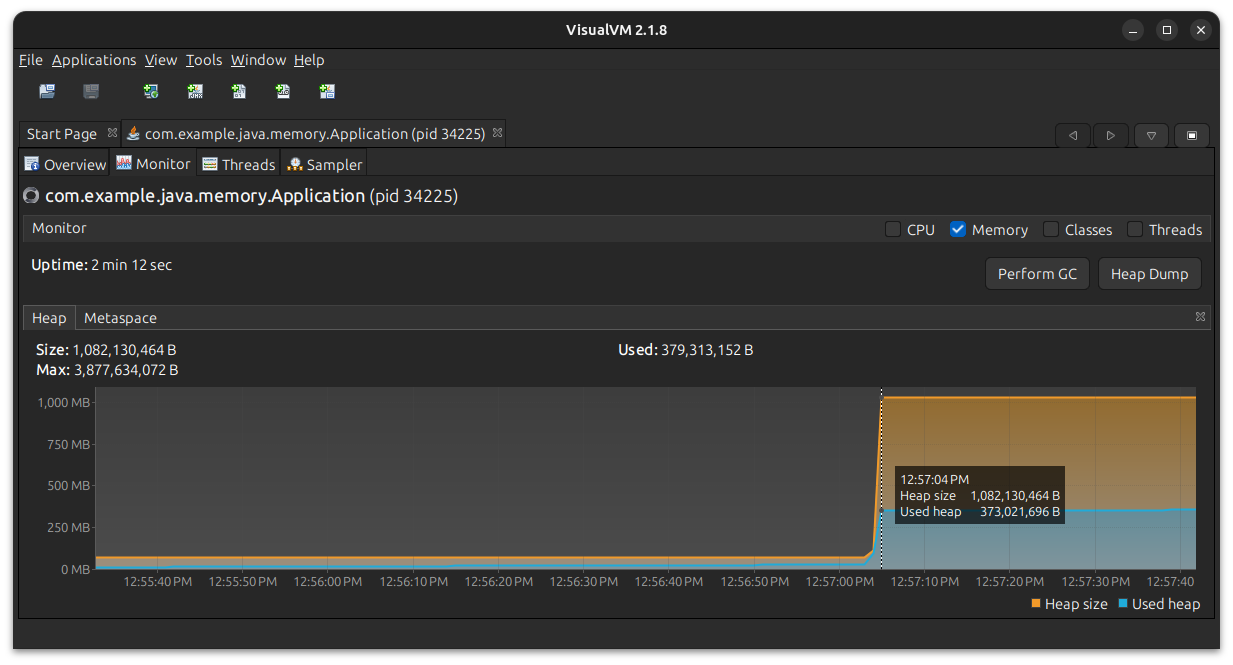 VisualVM 2.1.8
File Applications View Tools Window Help
Start Page com.example.java.memory.Application (pid 34225)
Overview Monitor Threads Sampler
com.example.java.memory.Application (pid 34225)
Monitor CPU Memory Classes Threads
Uptime: 2 min 12 sec
Perform GC Heap Dump
Heap Metaspace
Size: 1,082,130,464 B Used: 379,313,152 B
Max: 3,877,634,072 B
1,000 MB
750 MB
500 MB
250 MB
0 MB
12:57:04 PM
Heap size 1,082,130,464 B
Used heap 373,021,696 B
12:55:40 PM 12:55:50 PM 12:56:00 PM 12:56:10 PM 12:56:20 PM 12:56:30 PM 12:56:40 PM 12:56:50 PM 12:57:00 PM 12:57:10 PM 12:57:20 PM 12:57:30 PM 12:57:40
Heap size Used heap